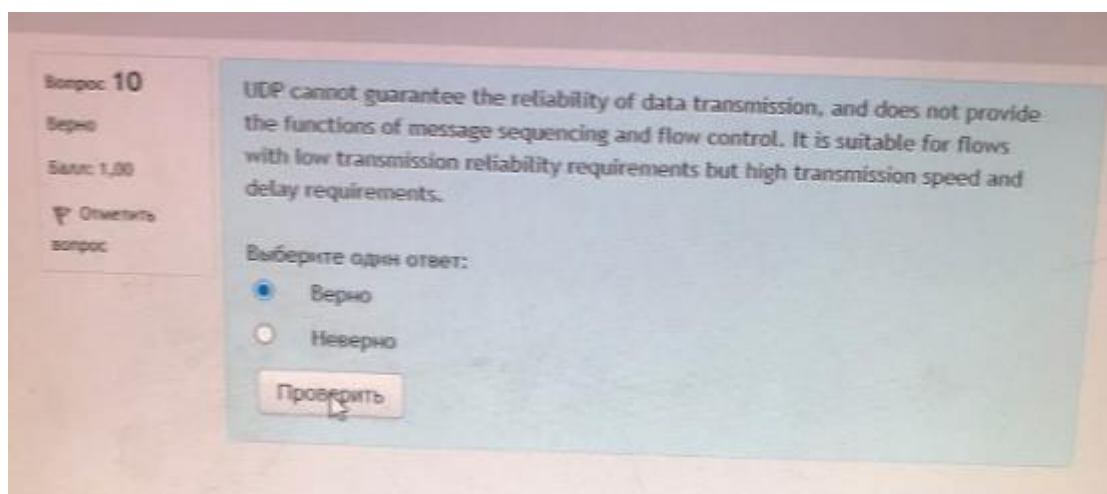 Вопрос 10
Верно
Балл: 1,00
Отметить
вопрос
UDP cannot guarantee the reliability of data transmission, and does not provide
the functions of message sequencing and flow control. It is suitable for flows
with low transmission reliability requirements but high transmission speed and
delay requirements.
Выберите один ответ:
Верно
Неверно
Проверить